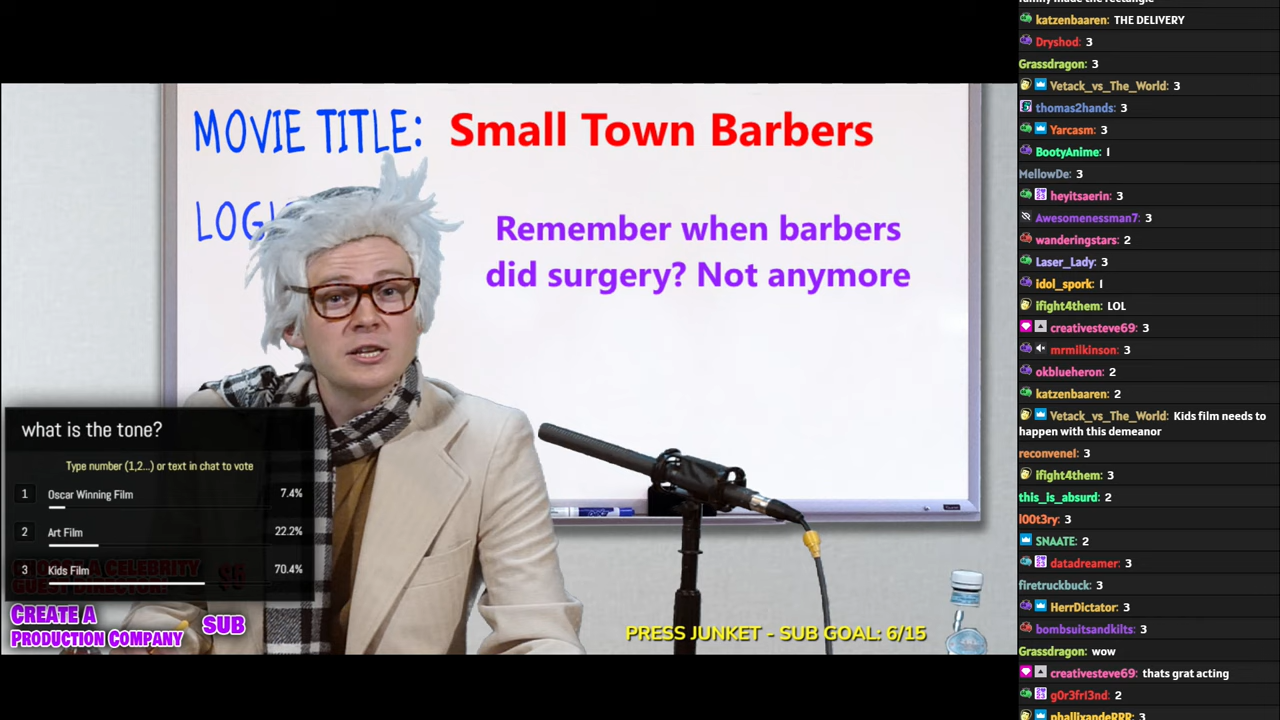 MOVIE TITLE: Small Town Barbers
Remember when barbers
did surgery? Not anymore
what is the tone?
Type number (1,2...) or text in chat to vote
1 Oscar Winning Film 7.4%
2 Art Film 22.2%
3 Kids Film 70.4%
CREATE A
PRODUCTION COMPANY SUB
PRESS JUNKET - SUB GOAL: 6/15
katzenbaaren: THE DELIVERY
Dryshod: 3
Grassdragon: 3
Vetack_vs_The_World: 3
thomas2hands: 3
Yarcasm: 3
BootyAnime: 1
MellowDe: 3
heyitsaerin: 3
Awesomenessman7: 3
wanderingstars: 2
Laser_Lady: 3
idol_spork: 1
ifight4them: LOL
creativesteve69: 3
mrmilkinson: 3
okblueheron: 2
katzenbaaren: 2
Vetack_vs_The_World: Kids film needs to
happen with this demeanor
reconvenel: 3
ifight4them: 3
this_is_absurd: 2
i00t3ry: 3
SNAATE: 2
datadreamer: 3
firetruckbuck: 3
HerrDictator: 3
bombsuitsandkilts: 3
Grassdragon: wow
creativesteve69: thats grat acting
g0r3frl3nd: 2
phallixandeRRR: 3